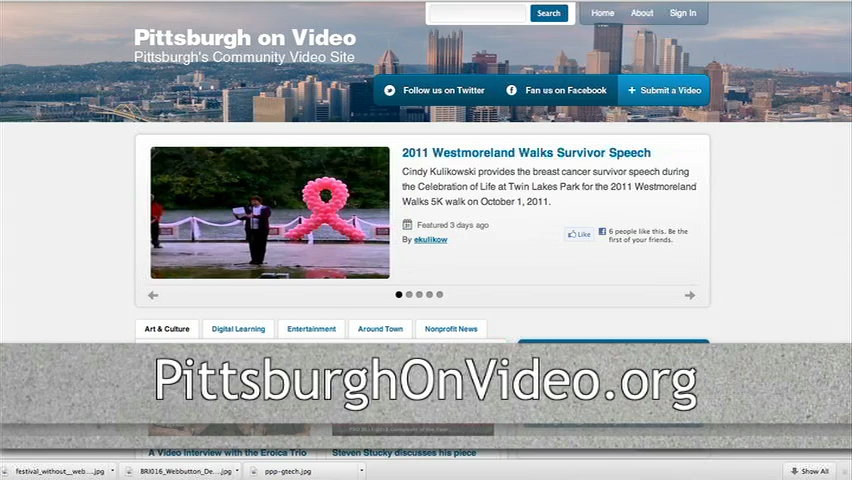 Search
Home About Sign In
Pittsburgh on Video
Pittsburgh's Community Video Site
Follow us on Twitter
Fan us on Facebook
+ Submit a Video
2011 Westmoreland Walks Survivor Speech
Cindy Kulikowski provides the breast cancer survivor speech during
the Celebration of Life at Twin Lakes Park for the 2011 Westmoreland
Walks 5K walk on October 1, 2011.
Featured 3 days ago
By ekulikow
Like
6 people like this. Be the
first of your friends.
Art & Culture
Digital Learning
Entertainment
Around Town
Nonprofit News
PittsburghOnVideo.org
A Video Interview with the Eroica Trio
Steven Stucky discusses his piece
festival_without__web....jpg
BRI016_Webbutton_De....jpg
ppp-gtech.jpg
Show All